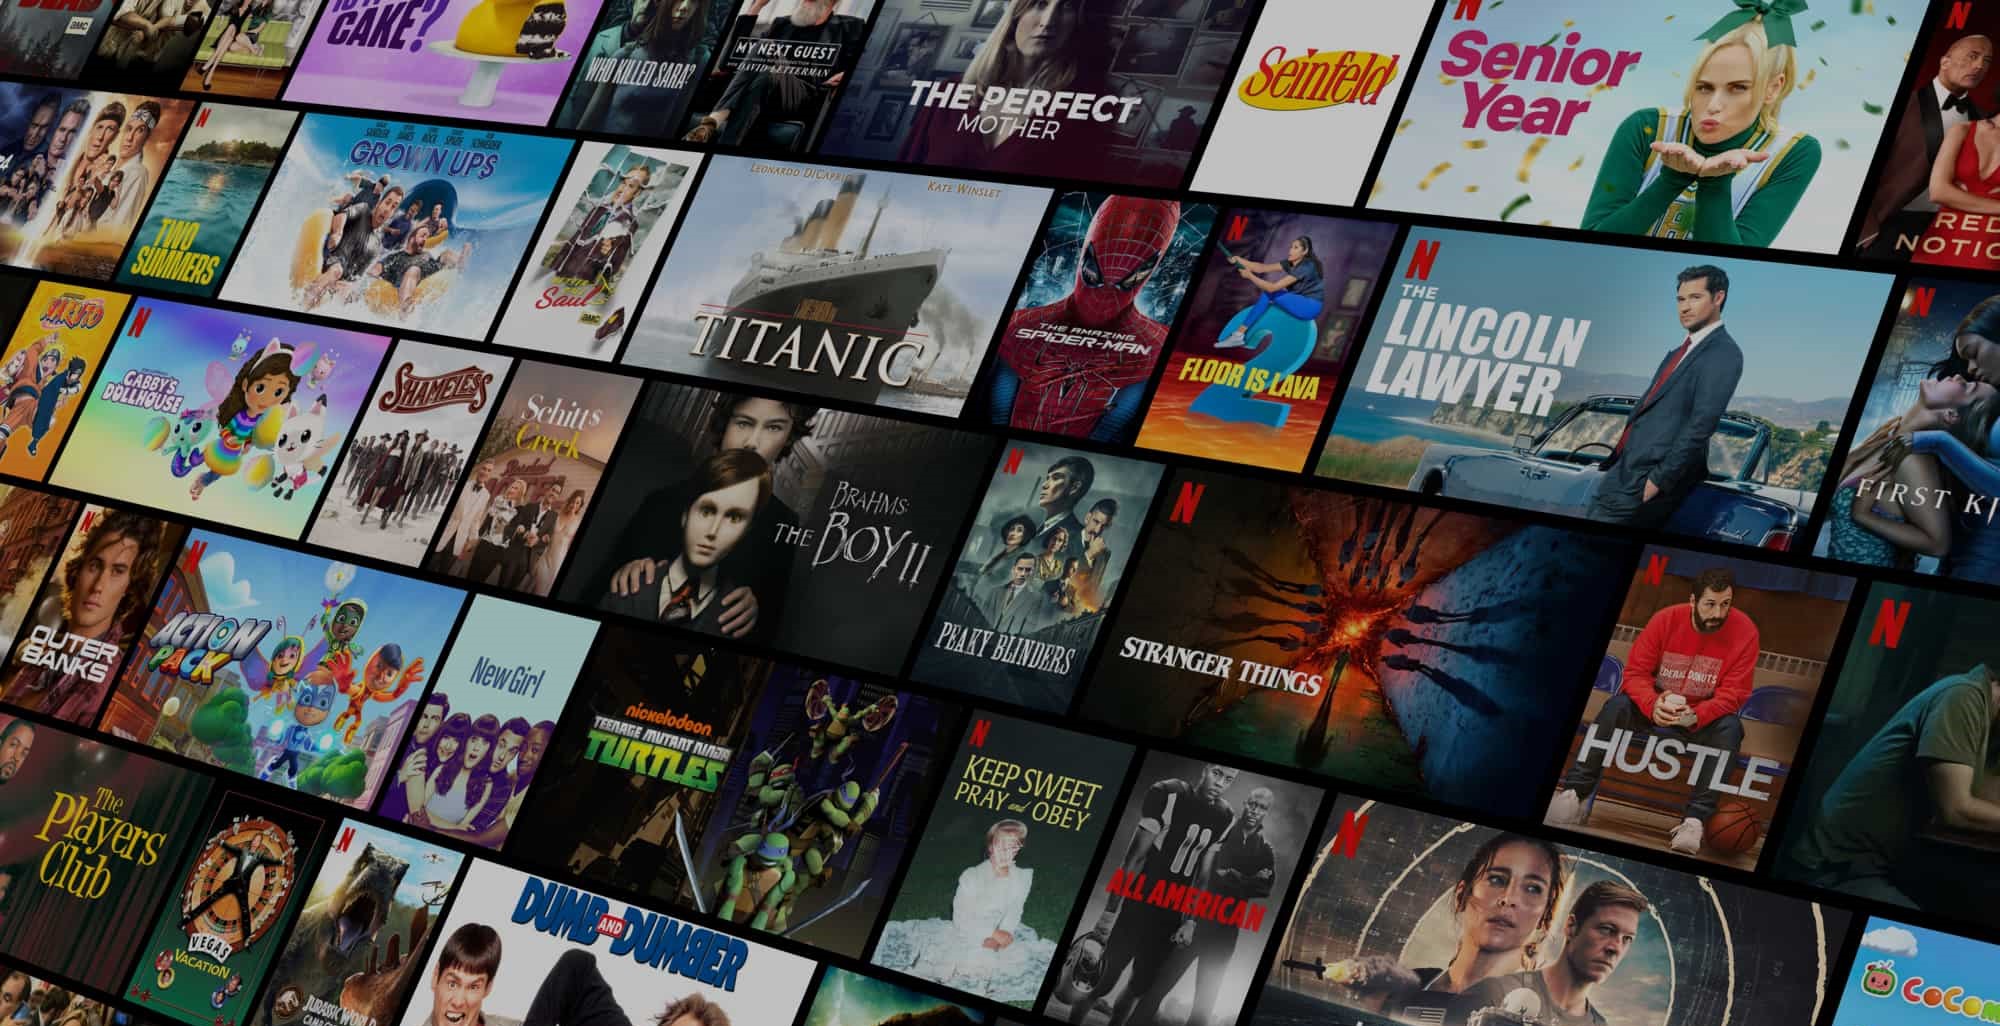 CAKE?
amc
WHO KILLED SARA?
MY NEXT GUEST
DAVID LETTERMAN
THE PERFECT
MOTHER
Seinfeld
N
Senior
Year
N
RED
NOTIC
N
TWO
SUMMERS
GROWN UPS
Saul
amc
LEONARDO DICAPRIO
KATE WINSLET
TITANIC
THE AMAZING
SPIDER-MAN
N
FLOOR IS LAVA
2
N
THE
LINCOLN
LAWYER
N
FIRST KI
NARUTO
N
GABBY'S
DOLLHOUSE
SHAMELESS
Schitt's
Creek
BRAHMS:
THE BOY II
N
PEAKY BLINDERS
N
STRANGER THINGS
N
HUSTLE
N
N
OUTER
BANKS
N
ACTION
PACK
New Girl
nickelodeon
TEENAGE MUTANT NINJA
TURTLES
N
KEEP SWEET
PRAY and OBEY
11
ALL AMERICAN
N
The
Players
Club
VEGAS
VACATION
N
JURASSIC WORLD
DUMB AND DUMBER
CoCom